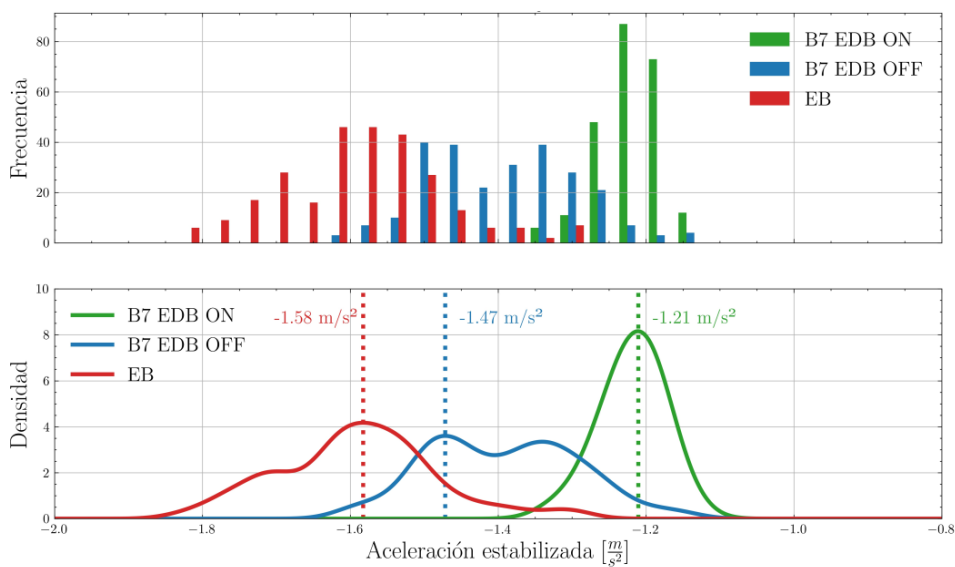 Frecuencia
80
60
40
20
0
B7 EDB ON
B7 EDB OFF
EB
Densidad
10
8
6
4
2
0
B7 EDB ON
B7 EDB OFF
EB
-1.58 m/s²
-1.47 m/s²
-1.21 m/s²
−2.0 −1.8 −1.6 −1.4 −1.2 −1.0 −0.8
Aceleración estabilizada [m/s²]